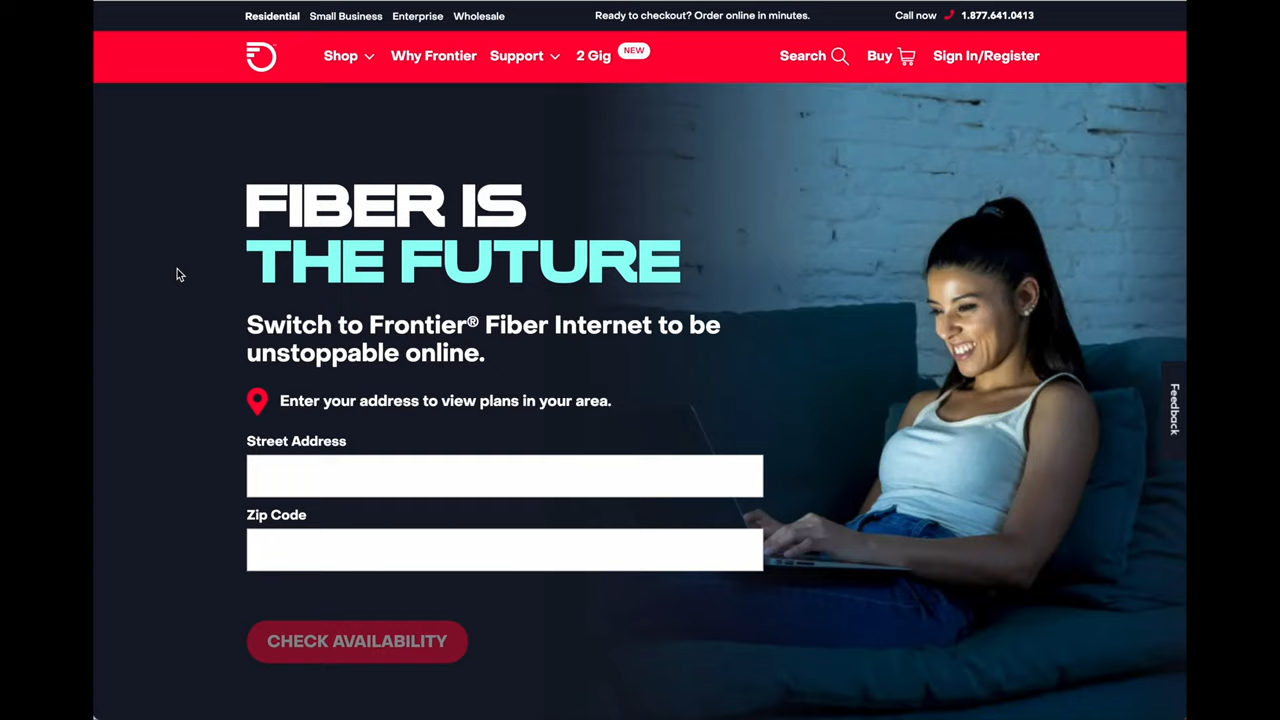 Residential Small Business Enterprise Wholesale
Ready to checkout? Order online in minutes.
Call now 1.877.641.0413
Shop Why Frontier Support 2 Gig NEW
Search Buy Sign In/Register
FIBER IS
THE FUTURE
Switch to Frontier® Fiber Internet to be
unstoppable online.
Enter your address to view plans in your area.
Street Address
Zip Code
CHECK AVAILABILITY
Feedback